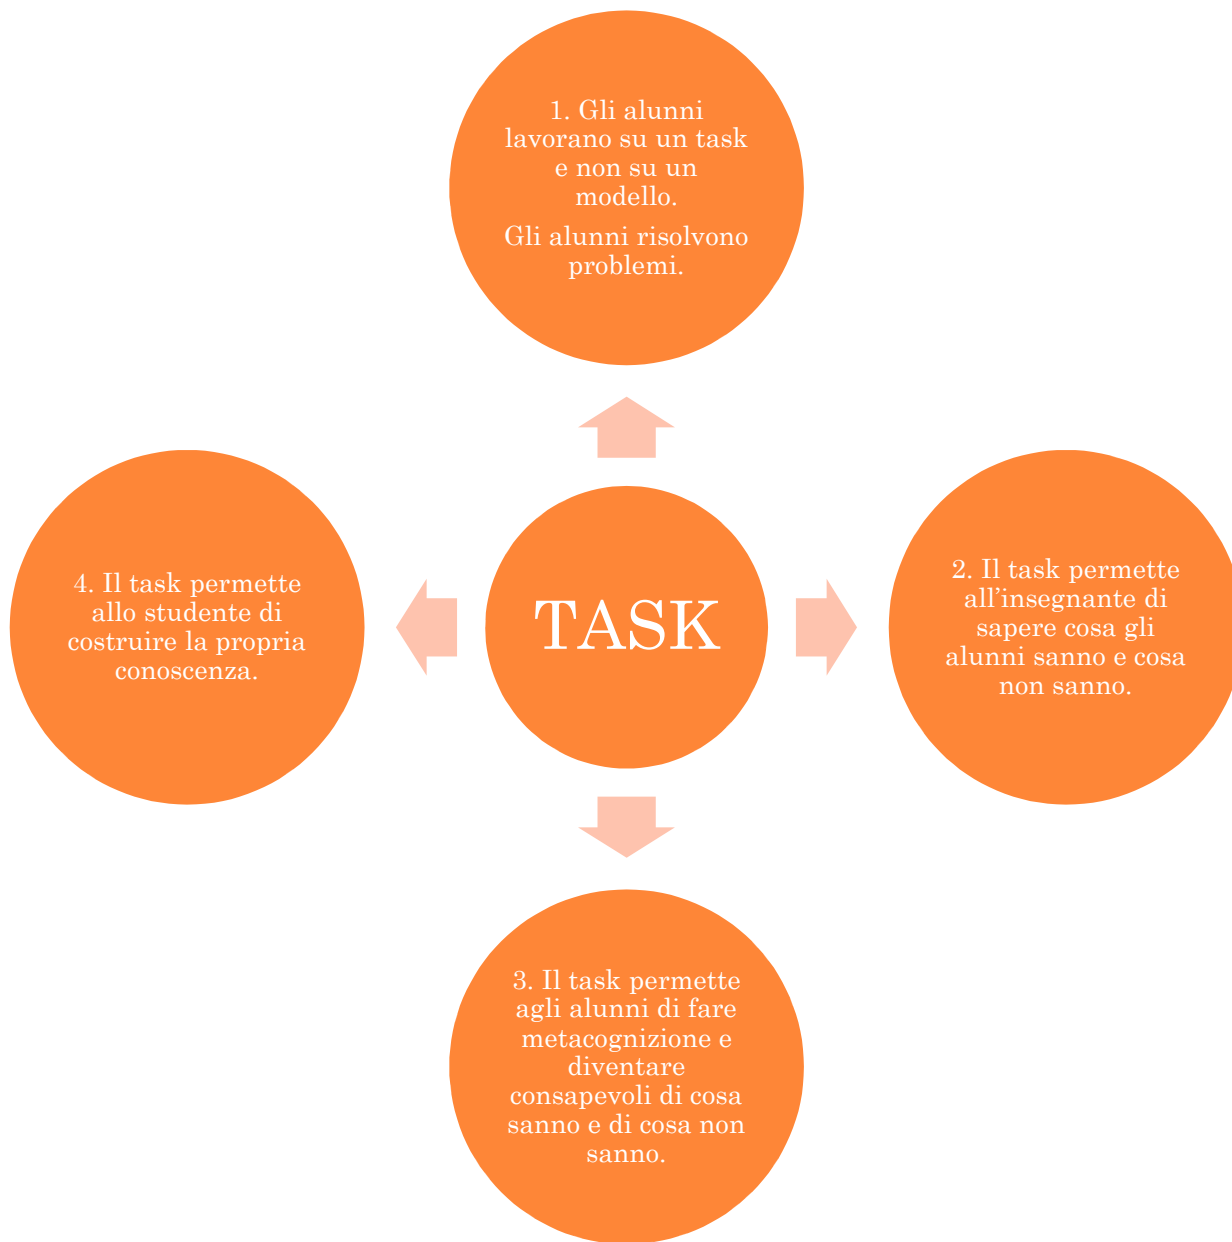 1. Gli alunni
lavorano su un task
e non su un
modello.
Gli alunni risolvono
problemi.
4. Il task permette
allo studente di
costruire la propria
conoscenza.
TASK
2. Il task permette
all'insegnante di
sapere cosa gli
alunni sanno e cosa
non sanno.
3. Il task permette
agli alunni di fare
metacognizione e
diventare
consapevoli di cosa
sanno e di cosa non
sanno.